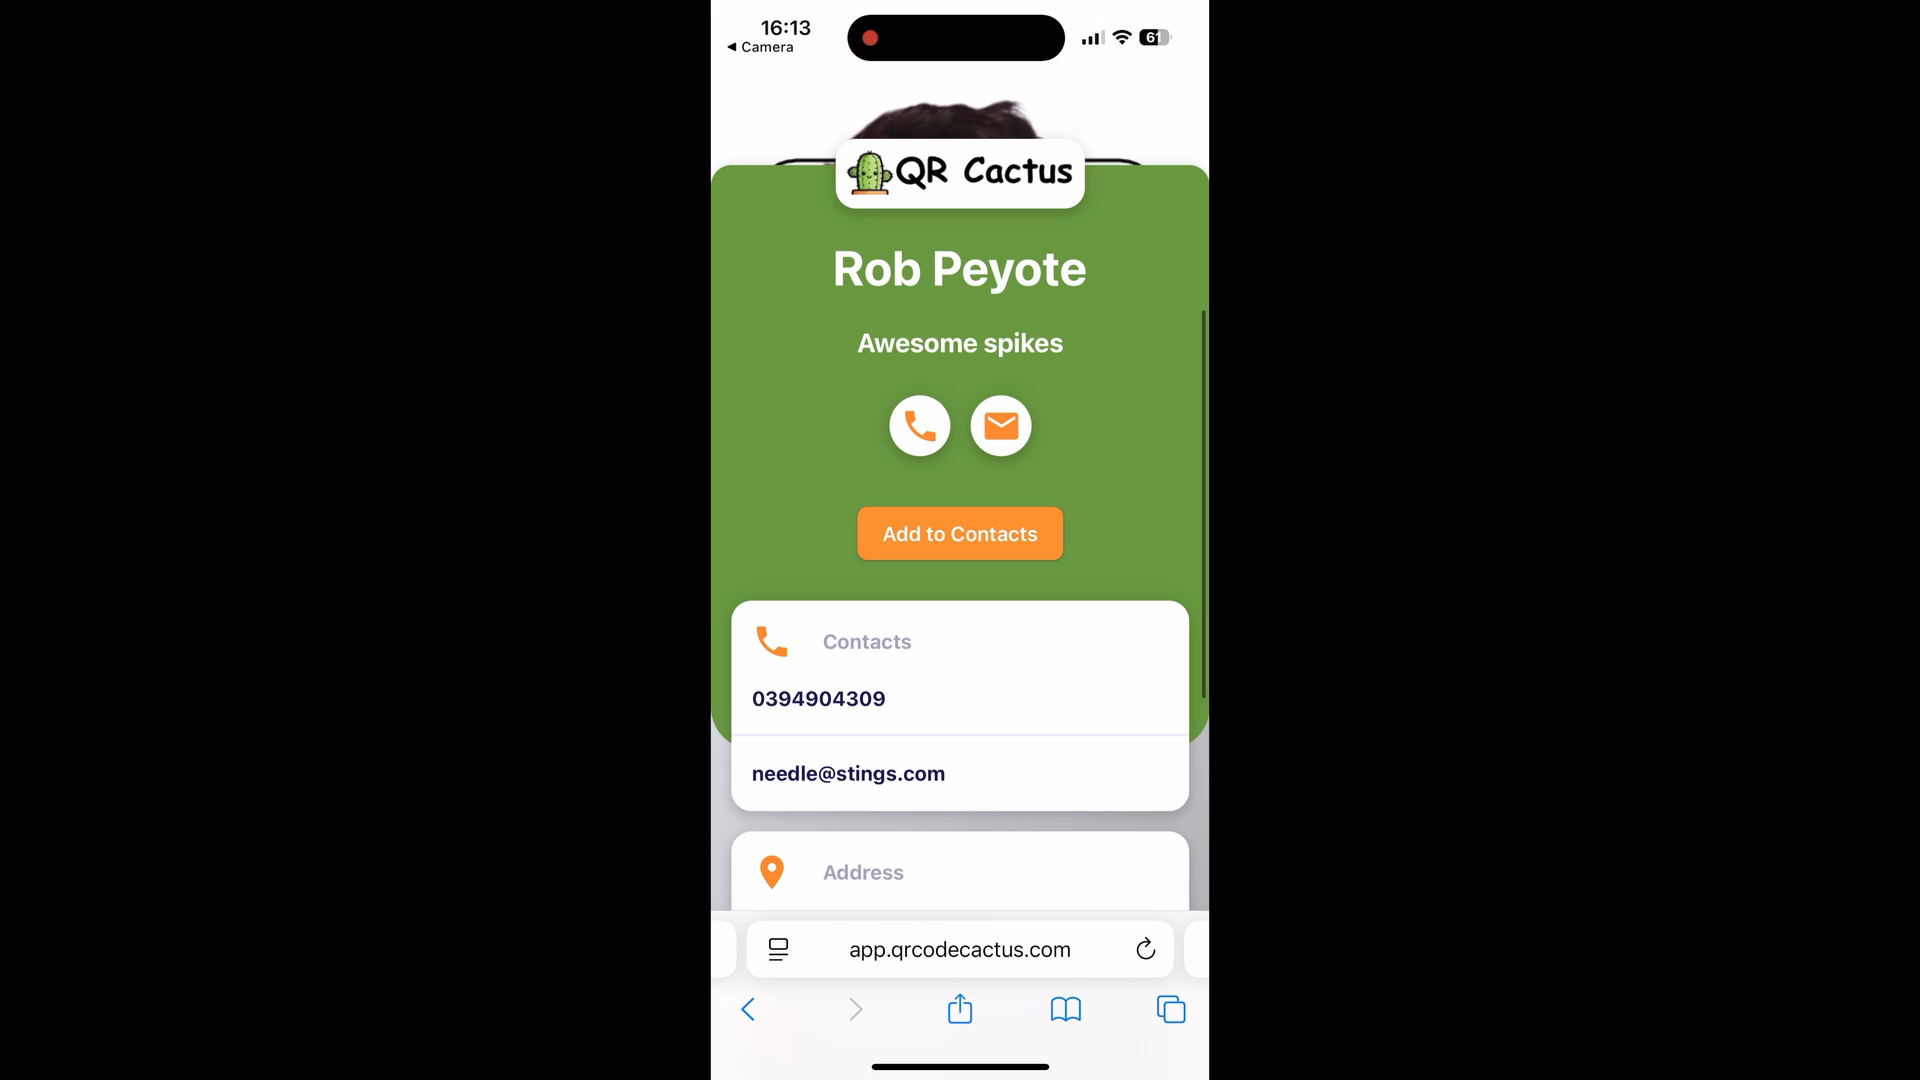 16:13
◀ Camera
61
QR Cactus
Rob Peyote
Awesome spikes
Add to Contacts
Contacts
0394904309
needle@stings.com
Address
app.qrcodecactus.com